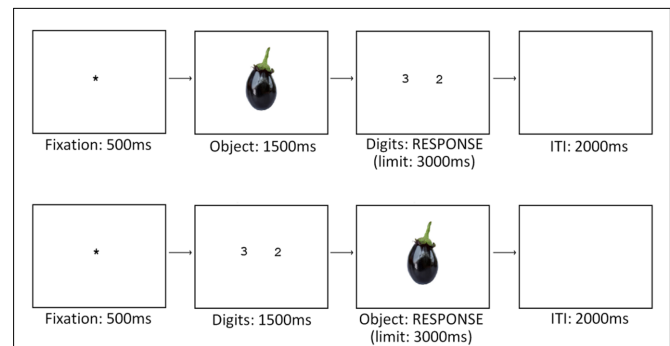 *
3 2
Fixation: 500ms
Object: 1500ms
Digits: RESPONSE
(limit: 3000ms)
ITI: 2000ms
*
3 2
Fixation: 500ms
Digits: 1500ms
Object: RESPONSE
(limit: 3000ms)
ITI: 2000ms